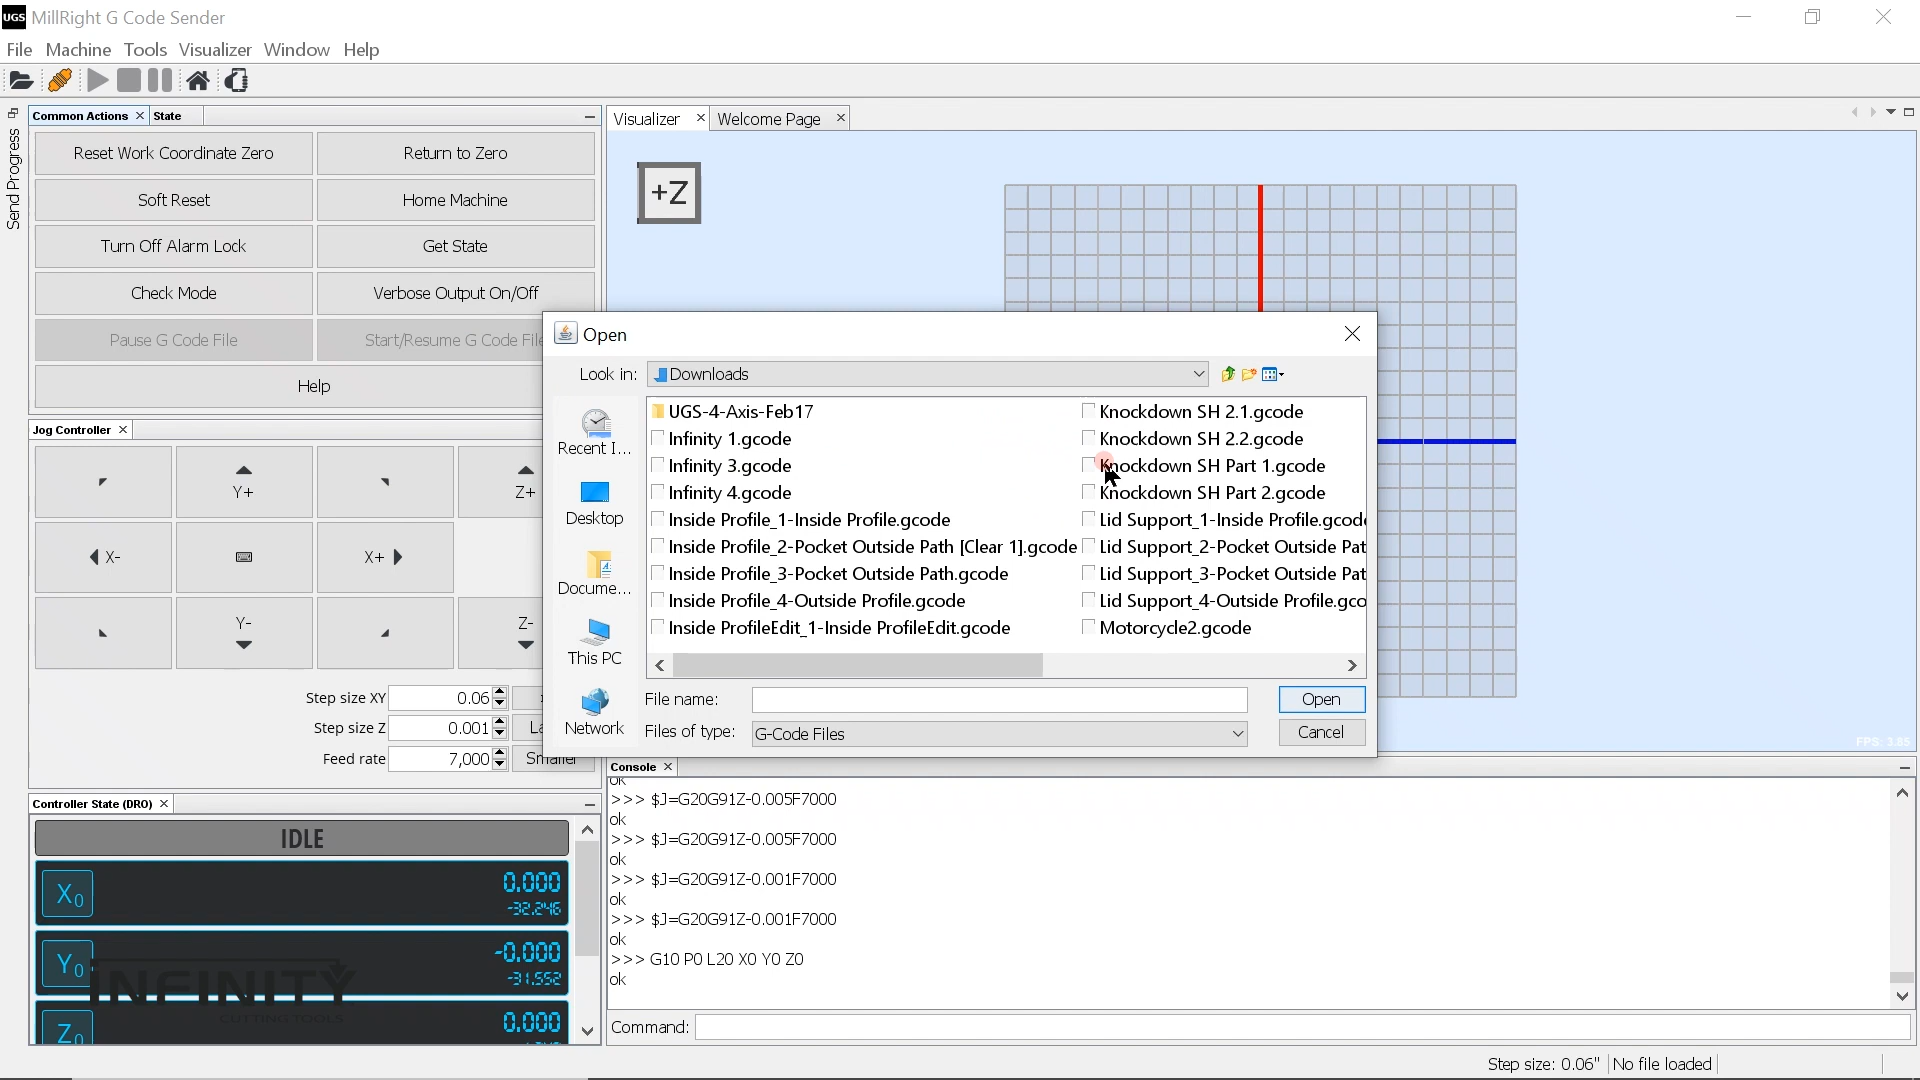 UGS MillRight G Code Sender
File Machine Tools Visualizer Window Help
Send Progress
Common Actions State
Reset Work Coordinate Zero Return to Zero
Soft Reset Home Machine
Turn Off Alarm Lock Get State
Check Mode Verbose Output On/Off
Pause G Code File Start/Resume G Code File
Help
Jog Controller
Y+ Z+
X- X+
Y- Z-
Step size XY 0.06
Step size Z 0.001
Feed rate 7,000 Smaller
Controller State (DRO)
IDLE
X0 0.000
-32.246
Y0 -0.000
-31.552
Z0 0.000
INFINITY
CUTTING TOOLS
Visualizer Welcome Page
+Z
FPS: 3.85
Open
Look in: Downloads
Recent I...
Desktop
Docume...
This PC
Network
UGS-4-Axis-Feb17
Infinity 1.gcode
Infinity 3.gcode
Infinity 4.gcode
Inside Profile_1-Inside Profile.gcode
Inside Profile_2-Pocket Outside Path [Clear 1].gcode
Inside Profile_3-Pocket Outside Path.gcode
Inside Profile_4-Outside Profile.gcode
Inside ProfileEdit_1-Inside ProfileEdit.gcode
Knockdown SH 2.1.gcode
Knockdown SH 2.2.gcode
Knockdown SH Part 1.gcode
Knockdown SH Part 2.gcode
Lid Support_1-Inside Profile.gcod
Lid Support_2-Pocket Outside Pat
Lid Support_3-Pocket Outside Pat
Lid Support_4-Outside Profile.gco
Motorcycle2.gcode
File name: Open
Files of type: G-Code Files Cancel
Console
ok
>>> $J=G20G91Z-0.005F7000
ok
>>> $J=G20G91Z-0.005F7000
ok
>>> $J=G20G91Z-0.001F7000
ok
>>> $J=G20G91Z-0.001F7000
ok
>>> G10 P0 L20 X0 Y0 Z0
ok
Command:
Step size: 0.06" No file loaded